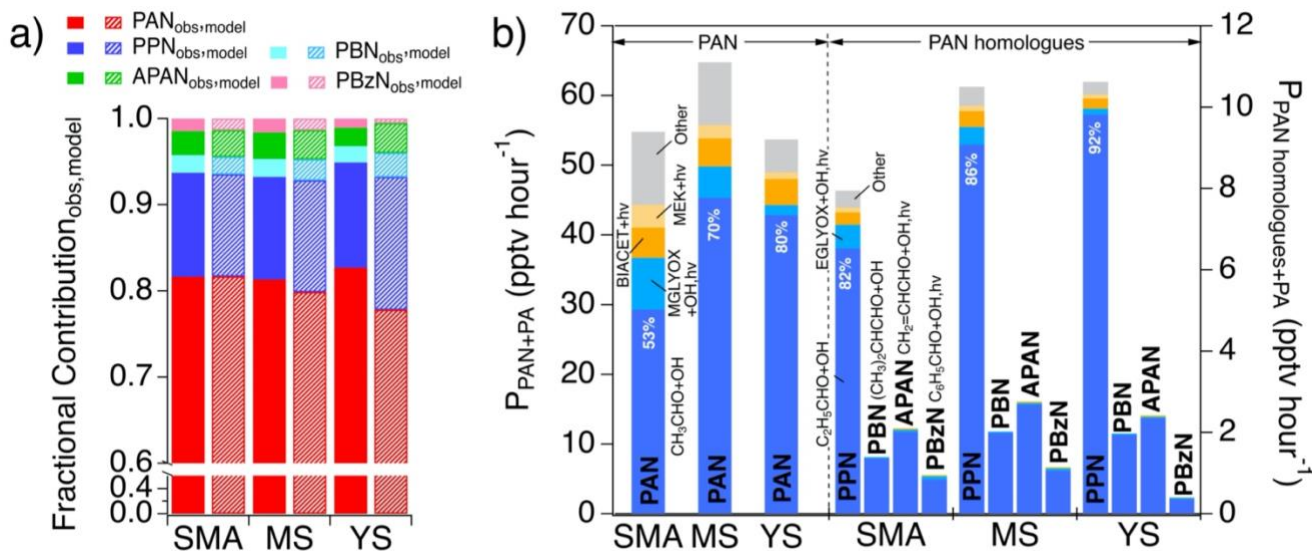 a)
PANobs,model
PPNobs,model
APANobs,model
PBNobs,model
PBzNobs,model
Fractional Contributionobs,model
1.0
0.9
0.8
0.7
0.6
0.4
0.2
0.0
SMA MS YS
b)
PAN
PAN homologues
PPAN+PA (pptv hour-1)
70
60
50
40
30
20
10
0
Other
MEK+hv
BIACET+hv
MGLYOX
+OH,hv
53%
CH3CHO+OH
PAN
70%
PAN
80%
PAN
SMA MS YS
EGLYOX+OH,hv
Other
82%
C2H5CHO+OH
PPN
PBN (CH3)2CHCHO+OH
APAN CH2=CHCHO+OH,hv
PBzN C6H5CHO+OH,hv
86%
PPN
PBN
APAN
PBzN
92%
PPN
PBN
APAN
PBzN
SMA MS YS
12
10
8
6
4
2
0
PPAN homologues+PA (pptv hour-1)